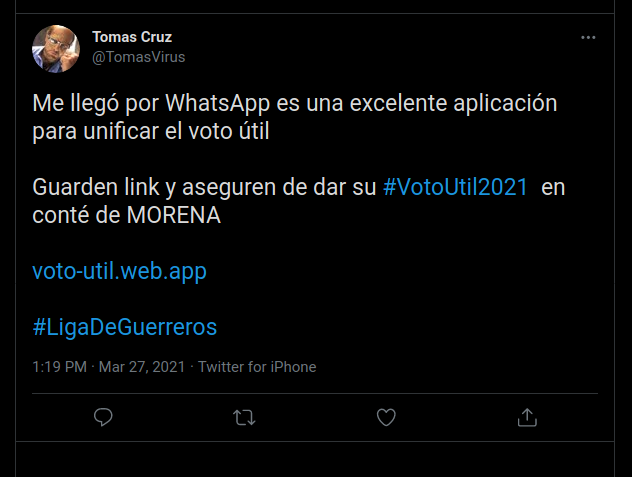 Tomas Cruz
@TomasVirus
Me llegó por WhatsApp es una excelente aplicación
para unificar el voto útil
Guarden link y aseguren de dar su #VotoUtil2021 en
conté de MORENA
voto-util.web.app
#LigaDeGuerreros
1:19 PM · Mar 27, 2021 · Twitter for iPhone